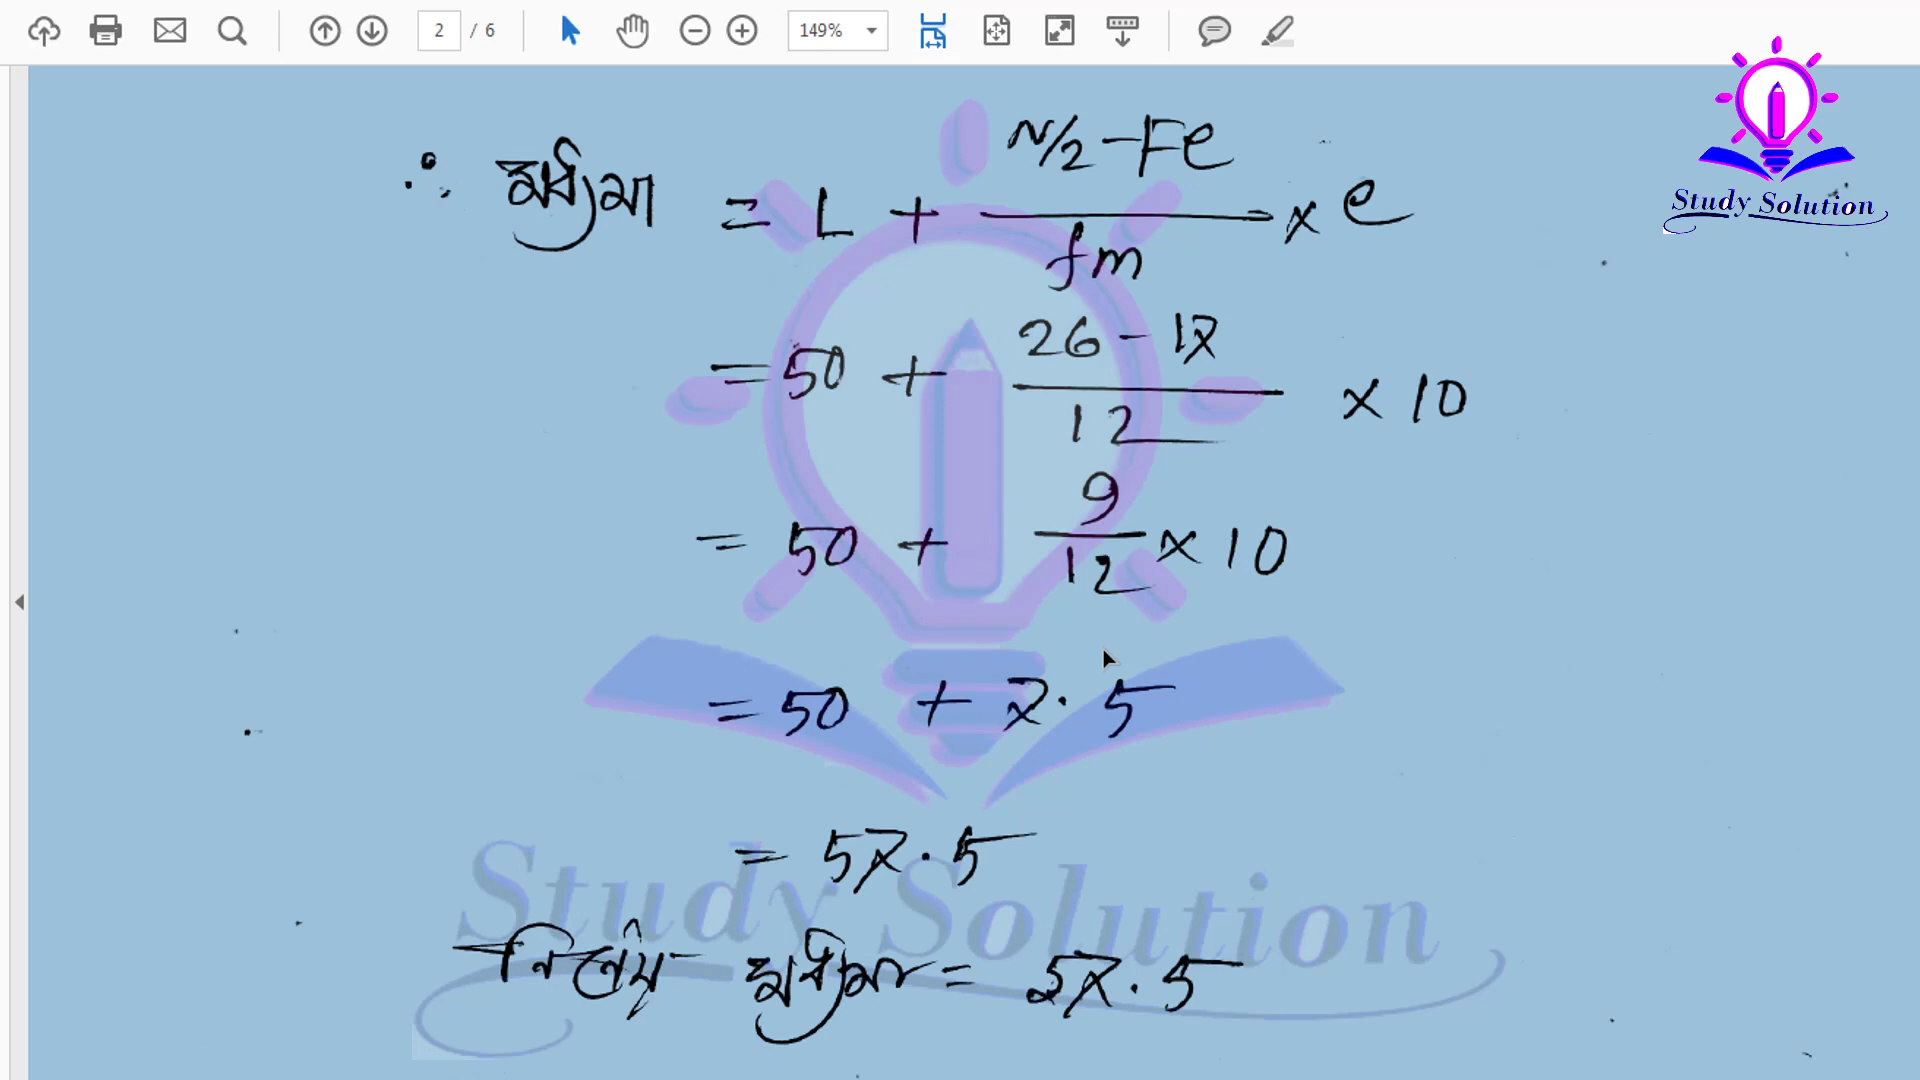 2 / 6
149%
Study Solution
∴ মধ্যমা = L + (N/2 - Fe)/fm × e
= 50 + (26 - 17)/12 × 10
= 50 + 9/12 × 10
= 50 + 7.5
= 57.5
Study Solution
নির্ণেয় মধ্যমা = 57.5